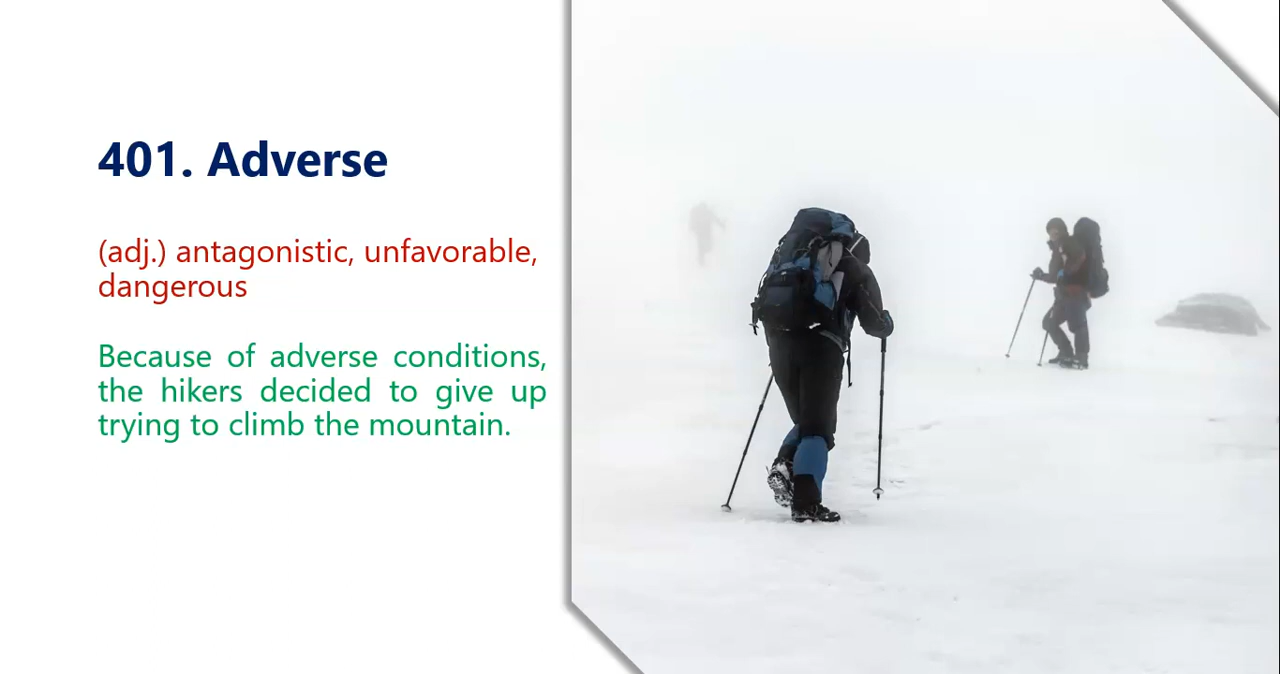 401. Adverse
(adj.) antagonistic, unfavorable,
dangerous
Because of adverse conditions,
the hikers decided to give up
trying to climb the mountain.